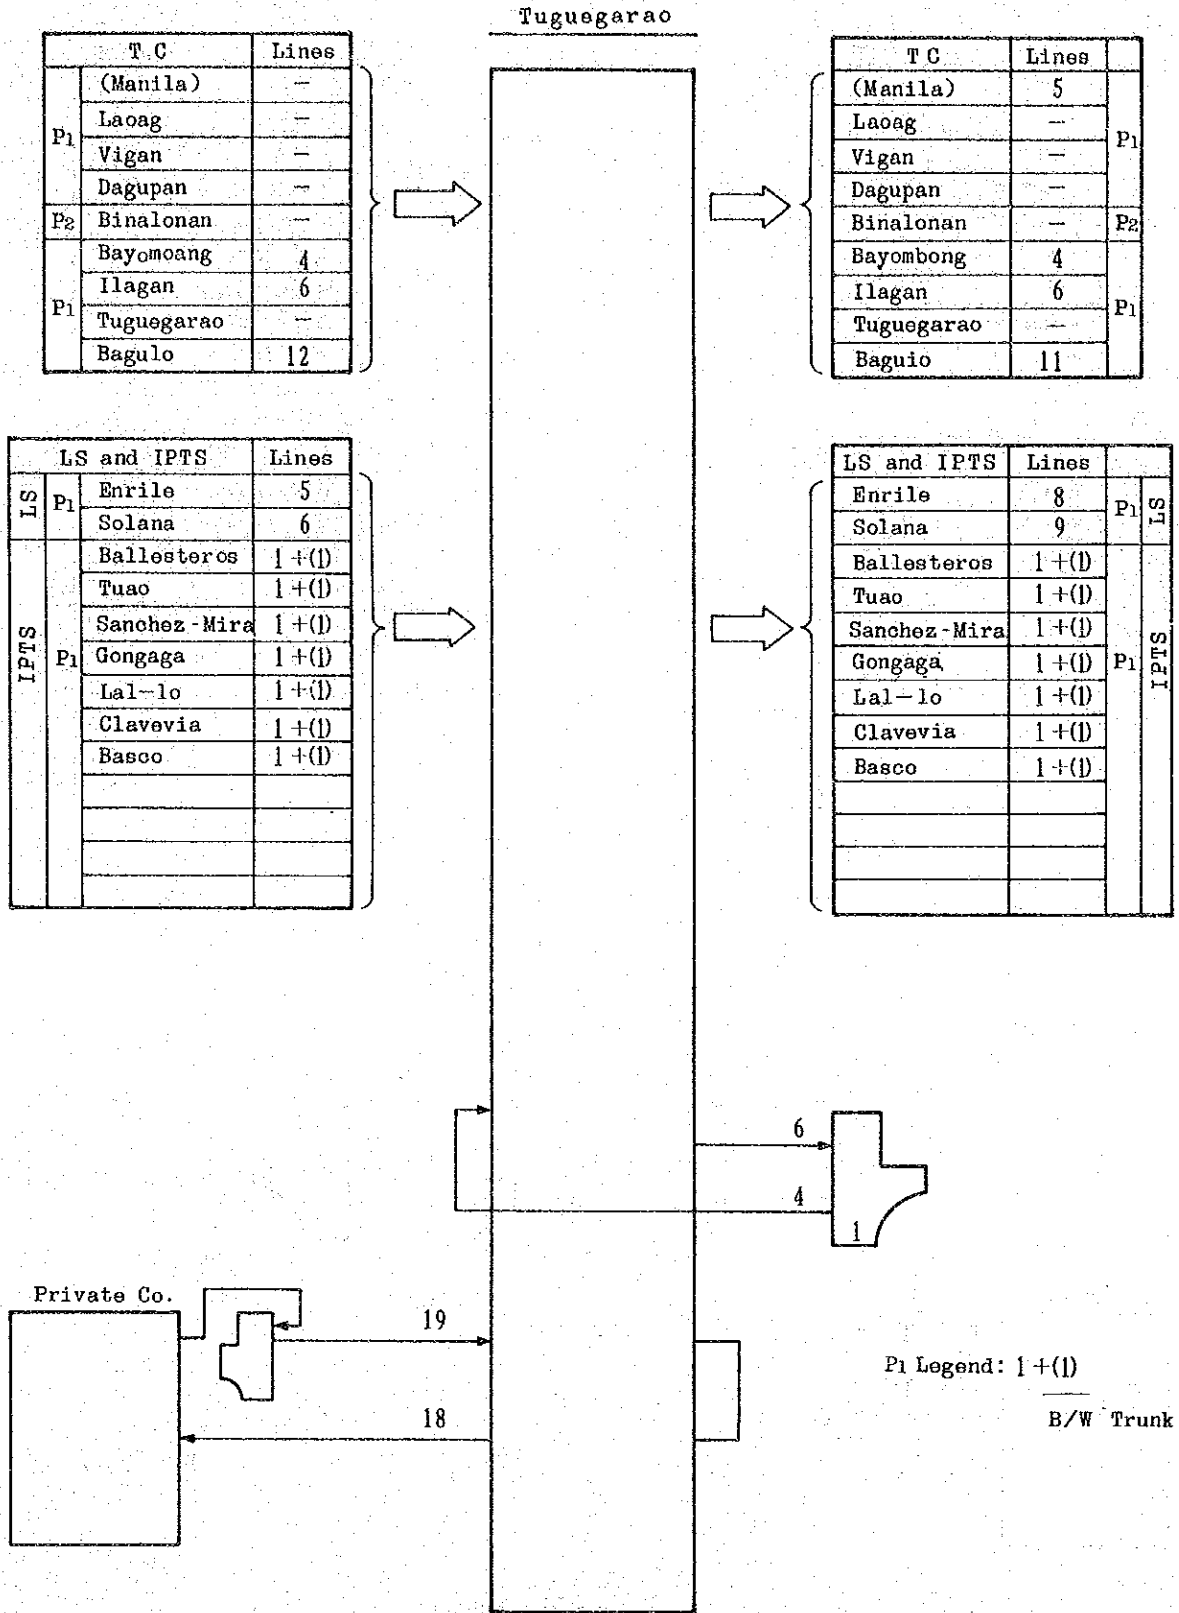 Tuguegarao
T C Lines
P1
(Manila) —
Laoag —
Vigan —
Dagupan —
P2 Binalonan —
P1
Bayomoang 4
Ilagan 6
Tuguegarao —
Bagulo 12
T C Lines
(Manila) 5
Laoag —
Vigan —
Dagupan —
P1
Binalonan — P2
Bayombong 4
Ilagan 6
Tuguegarao —
Baguio 11
P1
LS and IPTS Lines
LS P1
Enrile 5
Solana 6
IPTS P1
Ballesteros 1+(1)
Tuao 1+(1)
Sanchez-Mira 1+(1)
Gongaga 1+(1)
Lal-lo 1+(1)
Clavevia 1+(1)
Basco 1+(1)
LS and IPTS Lines
Enrile 8
Solana 9
P1 LS
Ballesteros 1+(1)
Tuao 1+(1)
Sanchez-Mira 1+(1)
Gongaga 1+(1)
Lal-lo 1+(1)
Clavevia 1+(1)
Basco 1+(1)
P1 IPTS
6
4
1
Private Co.
19
18
P1 Legend: 1+(1)
B/W Trunk